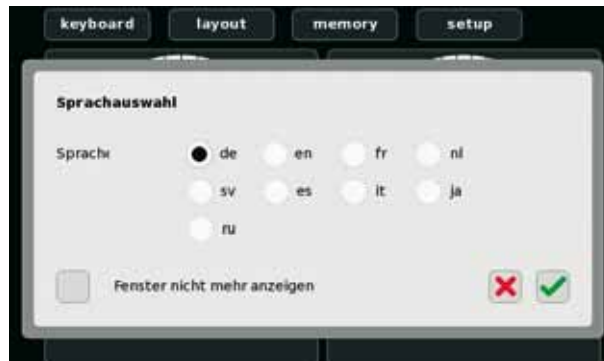 keyboard layout memory setup
Sprachauswahl
Sprache de en fr nl
sv es it ja
ru
Fenster nicht mehr anzeigen